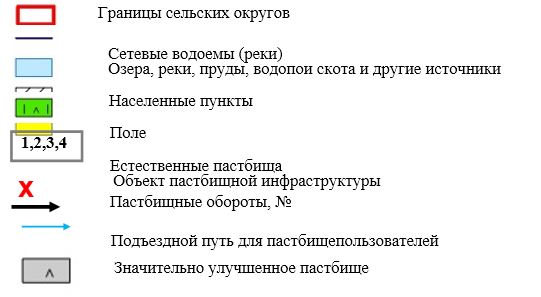 Границы сельских округов
Сетевые водоемы (реки)
Озера, реки, пруды, водопои скота и другие источники
Населенные пункты
Поле
1,2,3,4
Естественные пастбища
Объект пастбищной инфраструктуры
X
Пастбищные обороты, №
Подъездной путь для пастбищепользователей
Значительно улучшенное пастбище